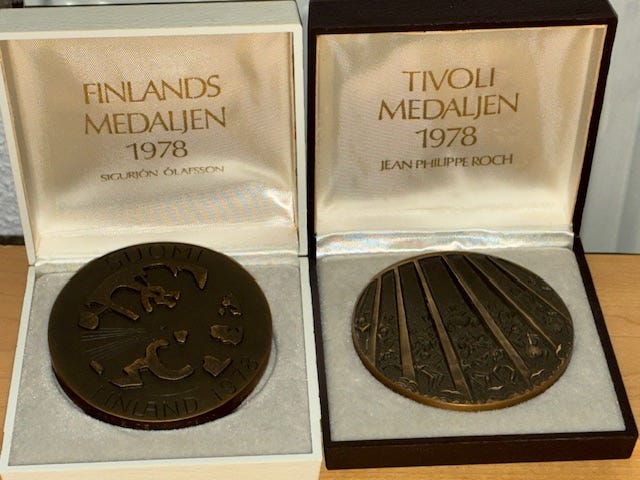 FINLANDS
MEDALJEN
1978
SIGURJÓN ÓLAFSSON
TIVOLI
MEDALJEN
1978
JEAN PHILIPPE ROCH
SUOMI
FINLAND 1978